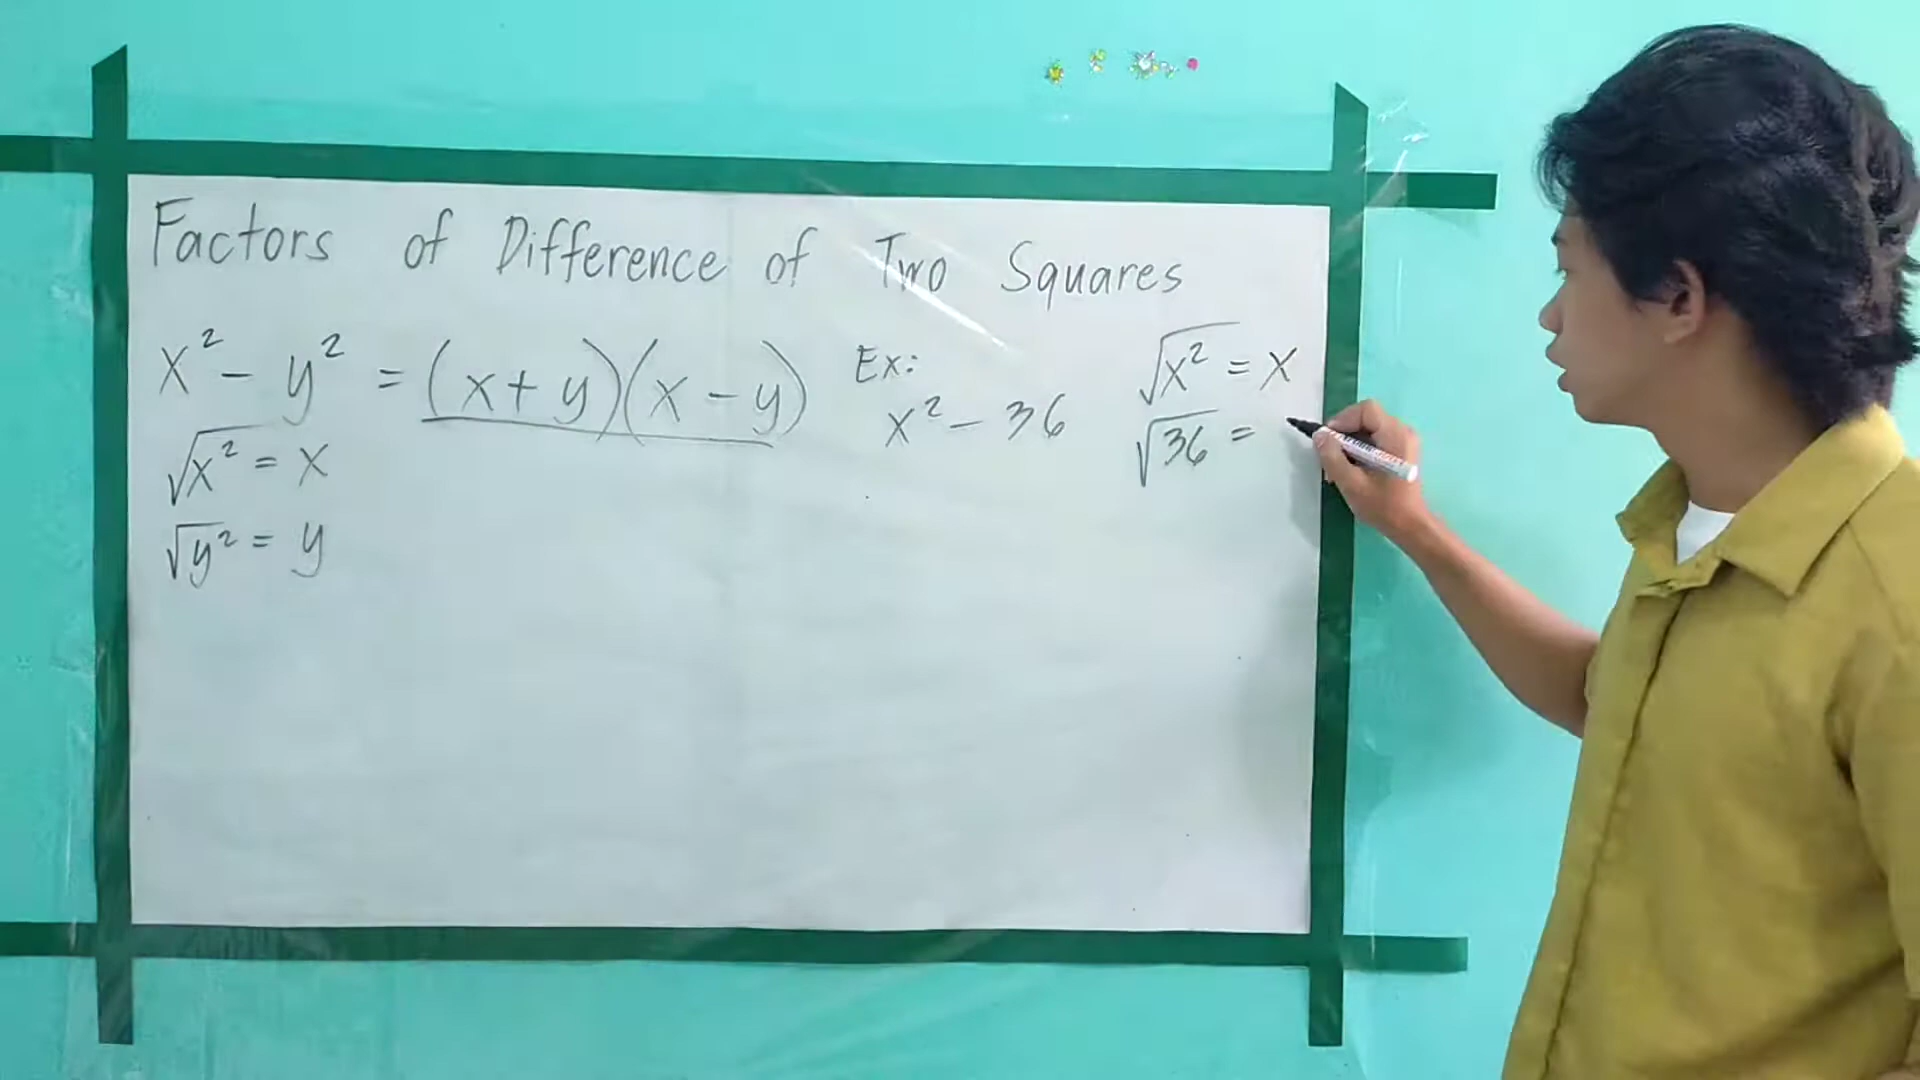 Factors of Difference of Two Squares
x² - y² = (x + y)(x - y)
√x² = x
√y² = y
Ex:
x² - 36
√x² = x
√36 =